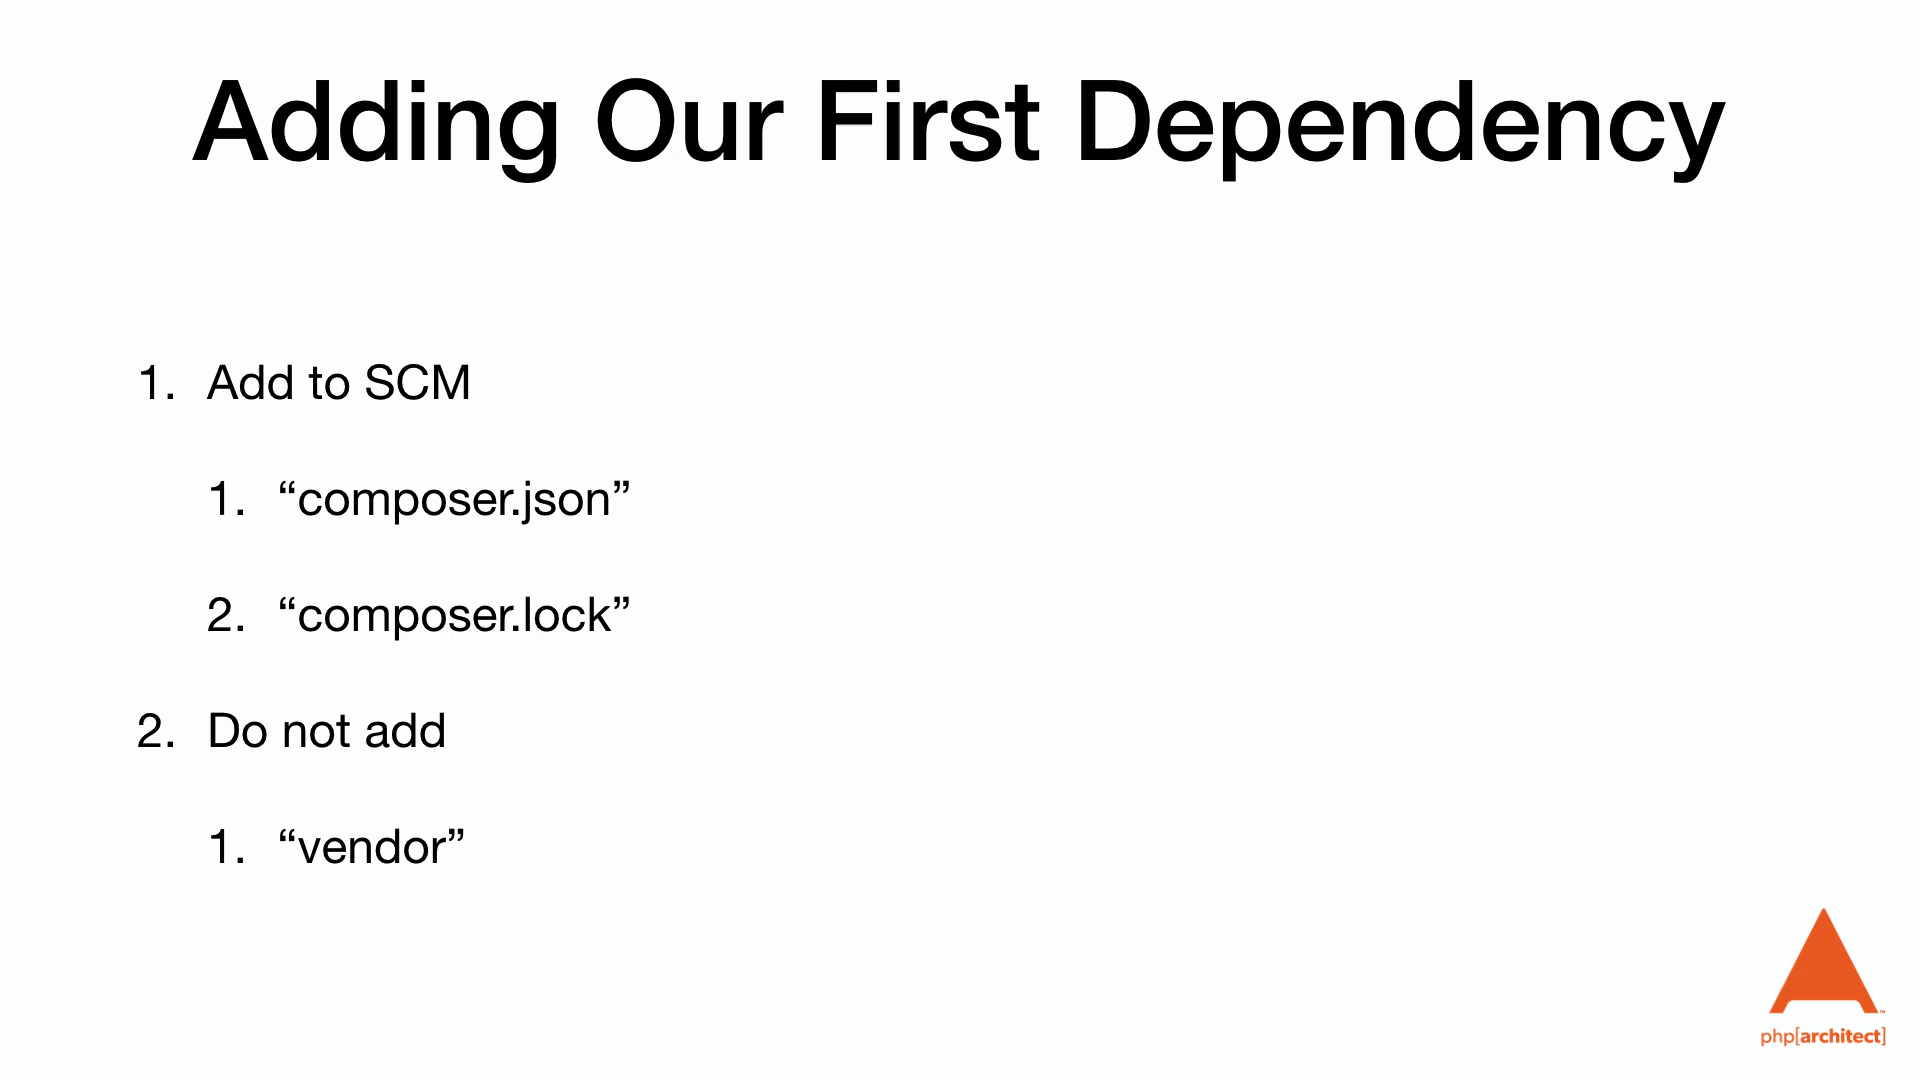 Adding Our First Dependency
1. Add to SCM
1. “composer.json”
2. “composer.lock”
2. Do not add
1. “vendor”
php[architect]